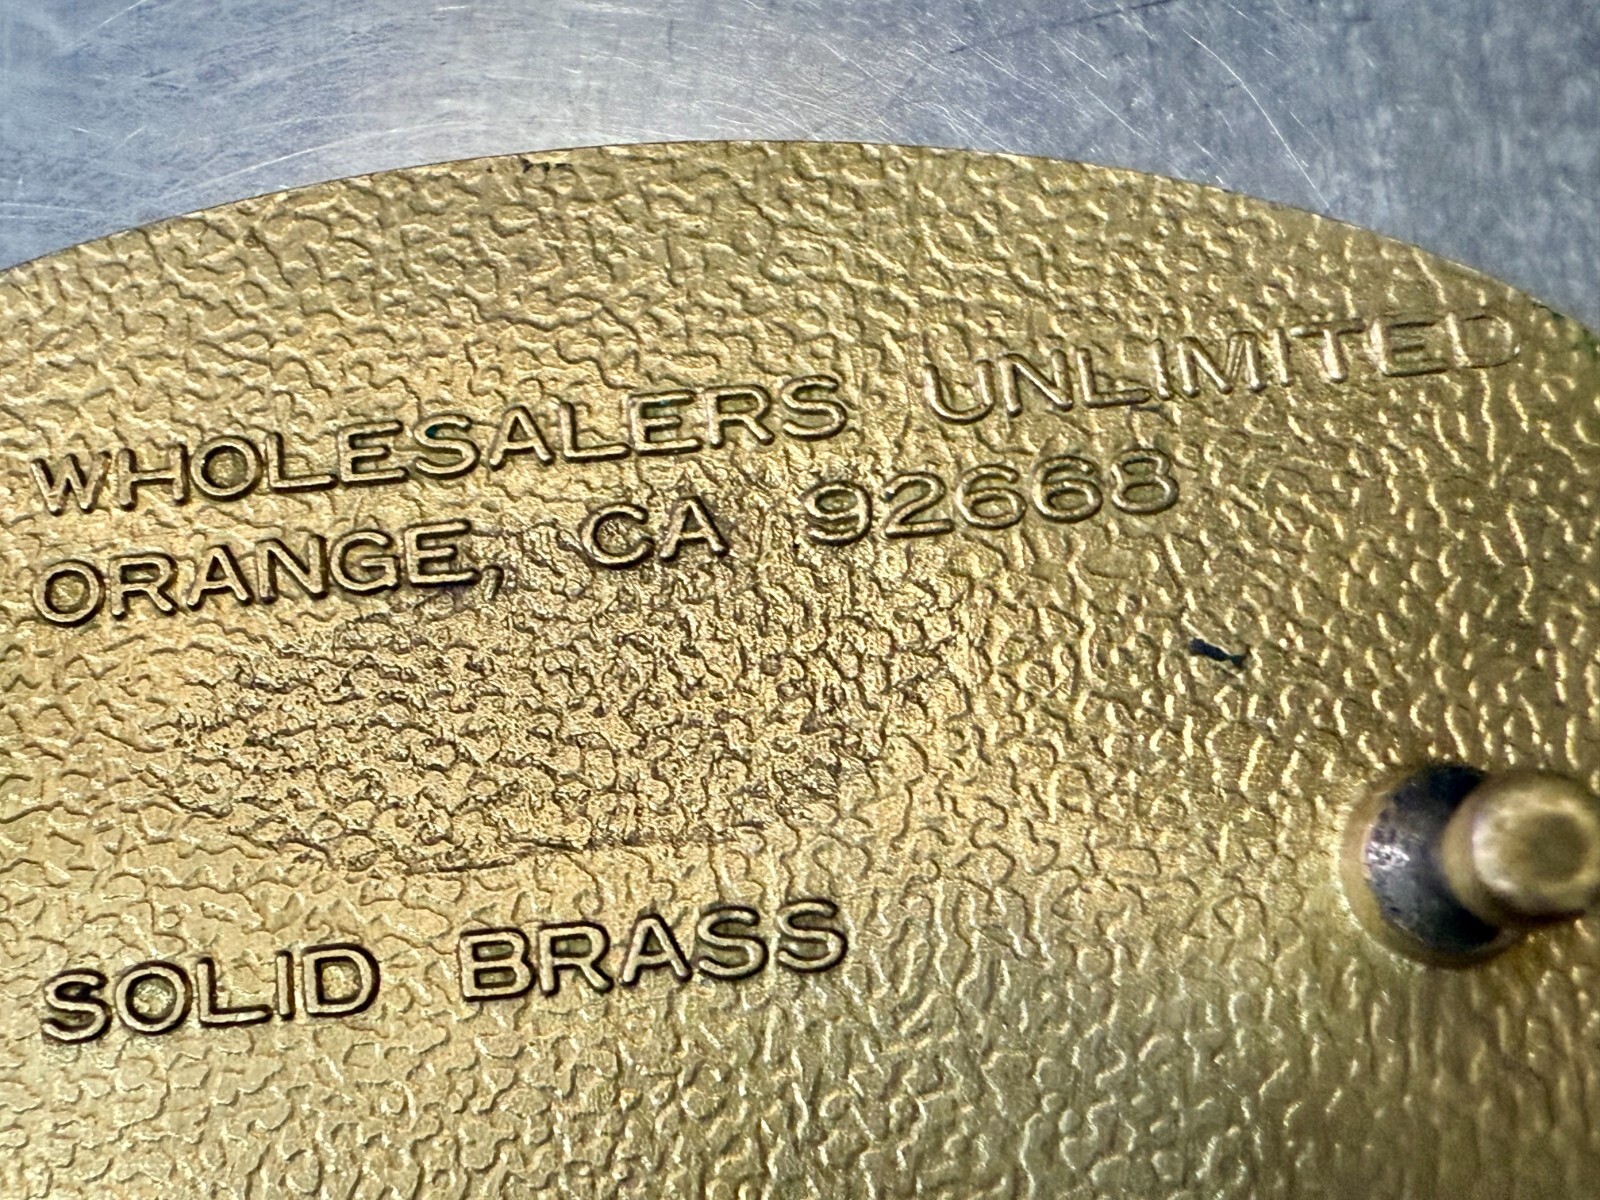 WHOLESALERS UNLIMITED
ORANGE, CA 92668
SOLID BRASS